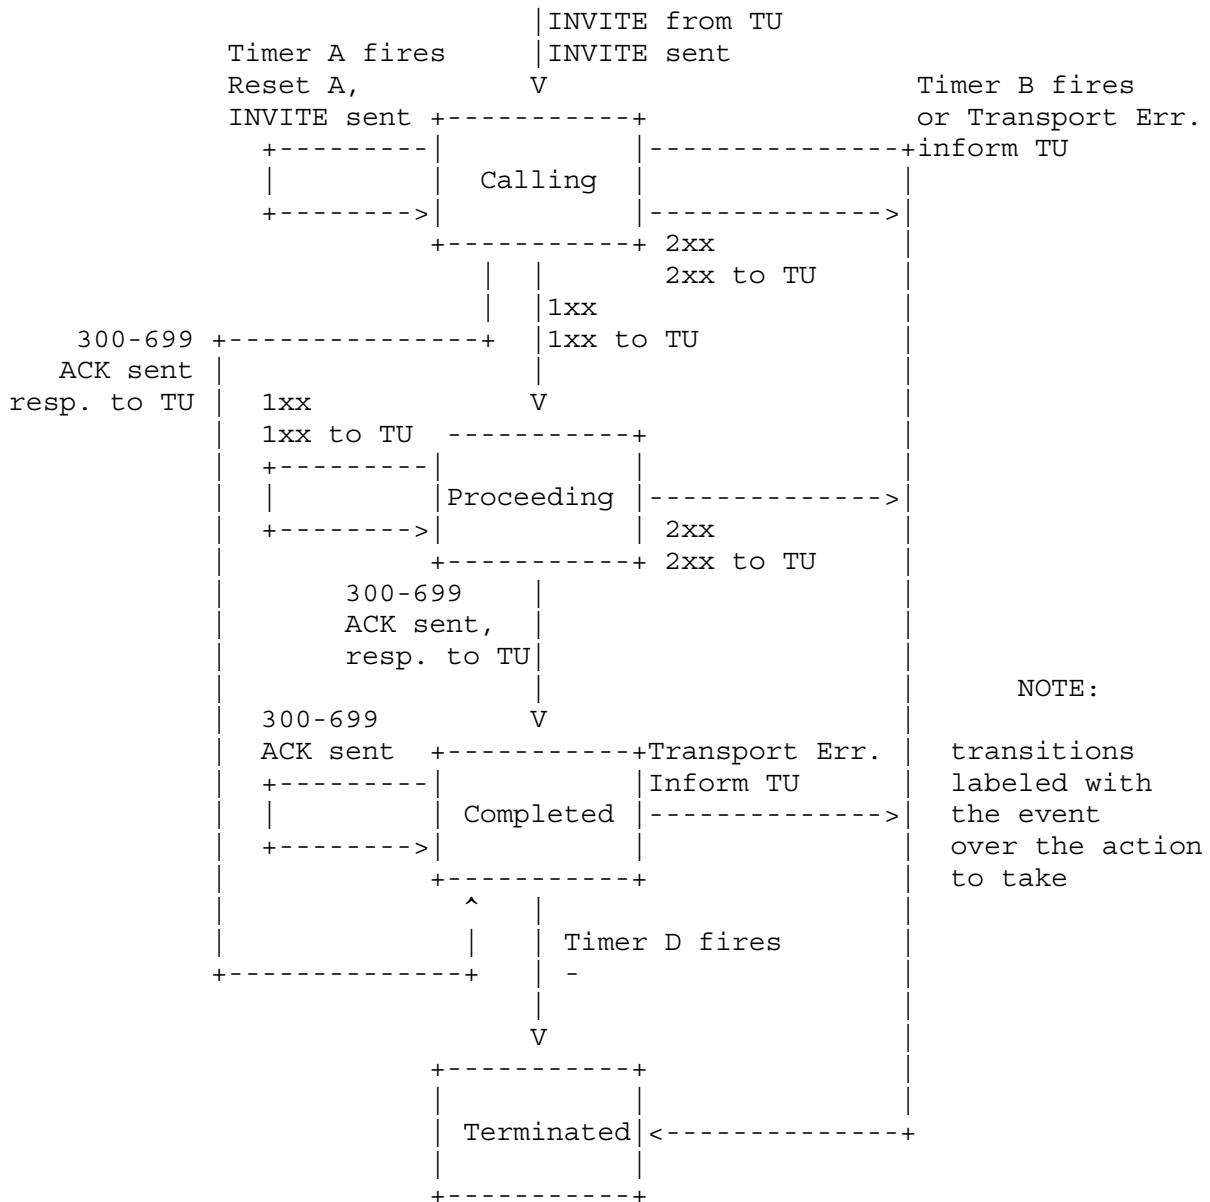 INVITE from TU
Timer A fires INVITE sent
Reset A, V Timer B fires
INVITE sent or Transport Err.
inform TU
Calling
2xx
2xx to TU
1xx
300-699 1xx to TU
ACK sent
resp. to TU 1xx V
1xx to TU
Proceeding
2xx
2xx to TU
300-699
ACK sent,
resp. to TU
NOTE:
300-699 V
ACK sent Transport Err. transitions
Inform TU labeled with
Completed the event
over the action
to take
^
Timer D fires
-
V
Terminated